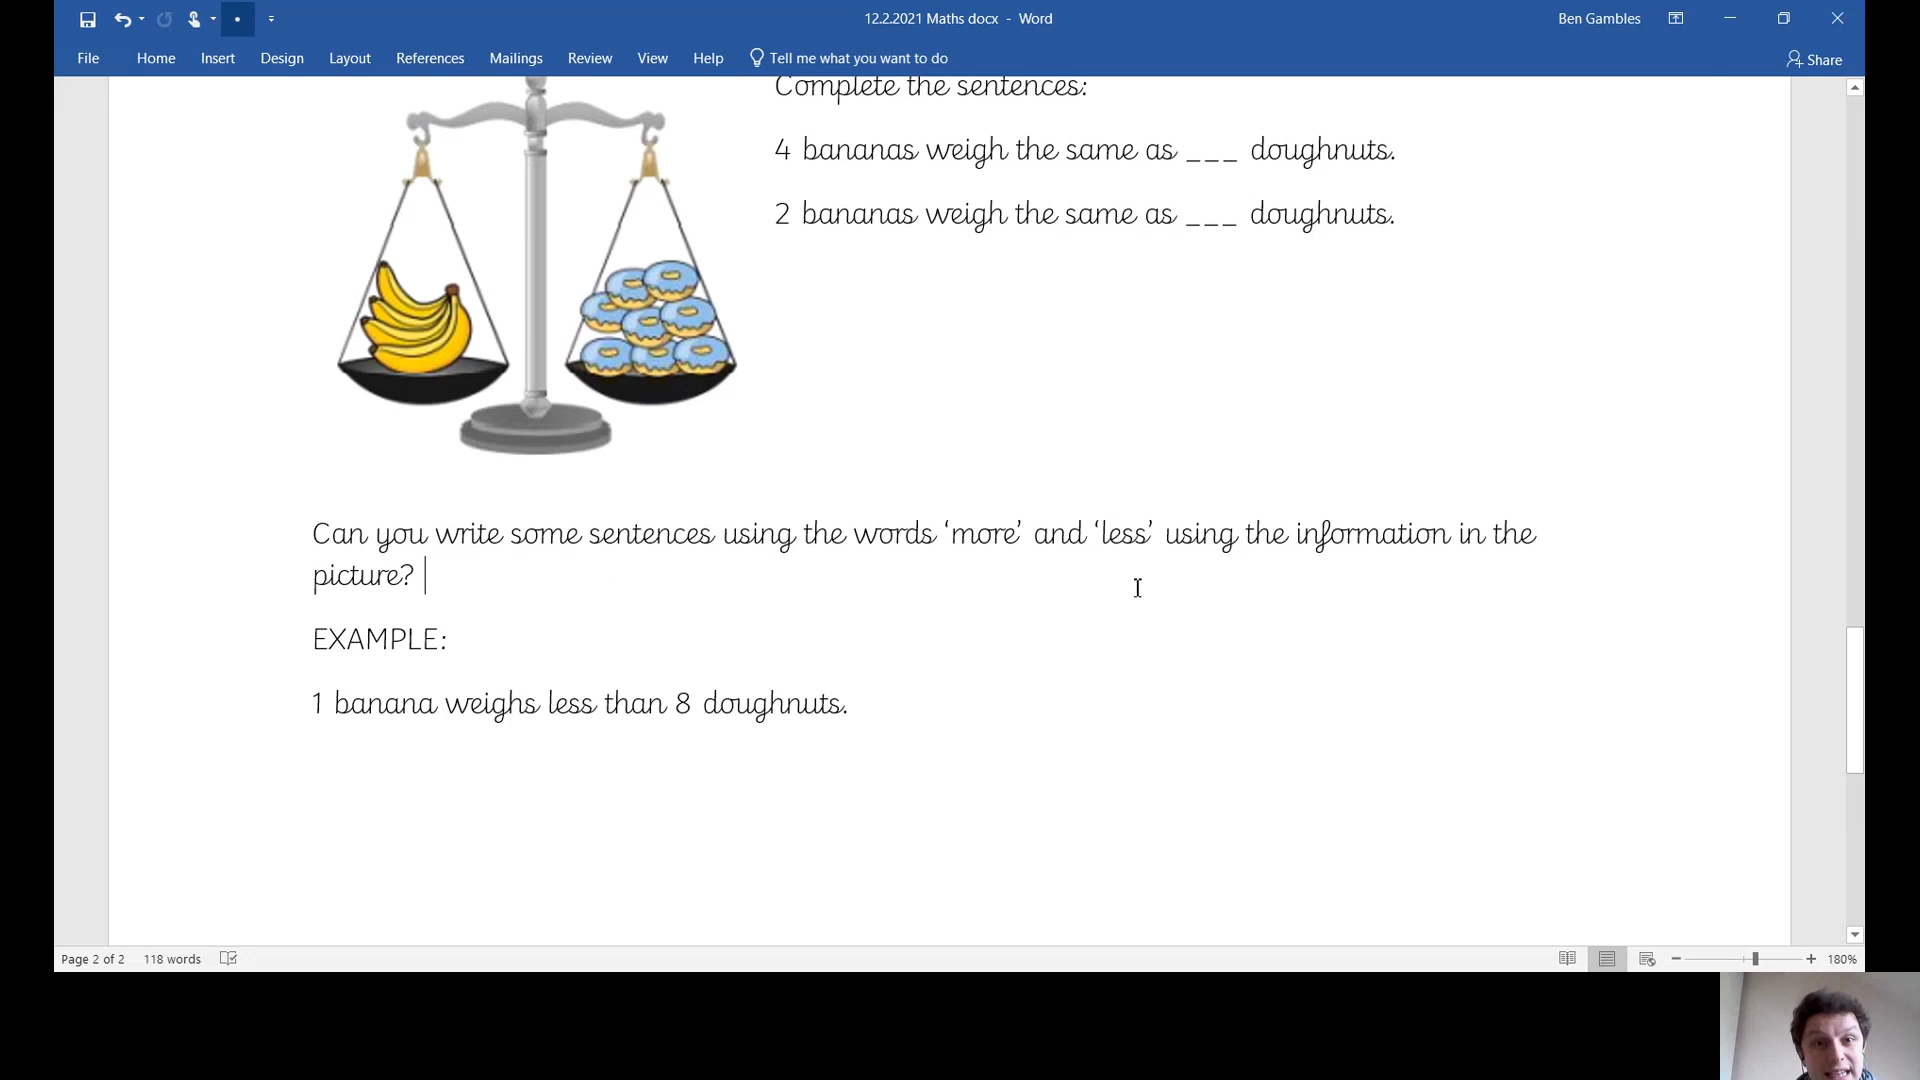 12.2.2021 Maths docx - Word
Ben Gambles
File Home Insert Design Layout References Mailings Review View Help Tell me what you want to do
Share
Complete the sentences:
4 bananas weigh the same as ___ doughnuts.
2 bananas weigh the same as ___ doughnuts.
Can you write some sentences using the words ‘more’ and ‘less’ using the information in the
picture?
EXAMPLE:
1 banana weighs less than 8 doughnuts.
Page 2 of 2 118 words
180%